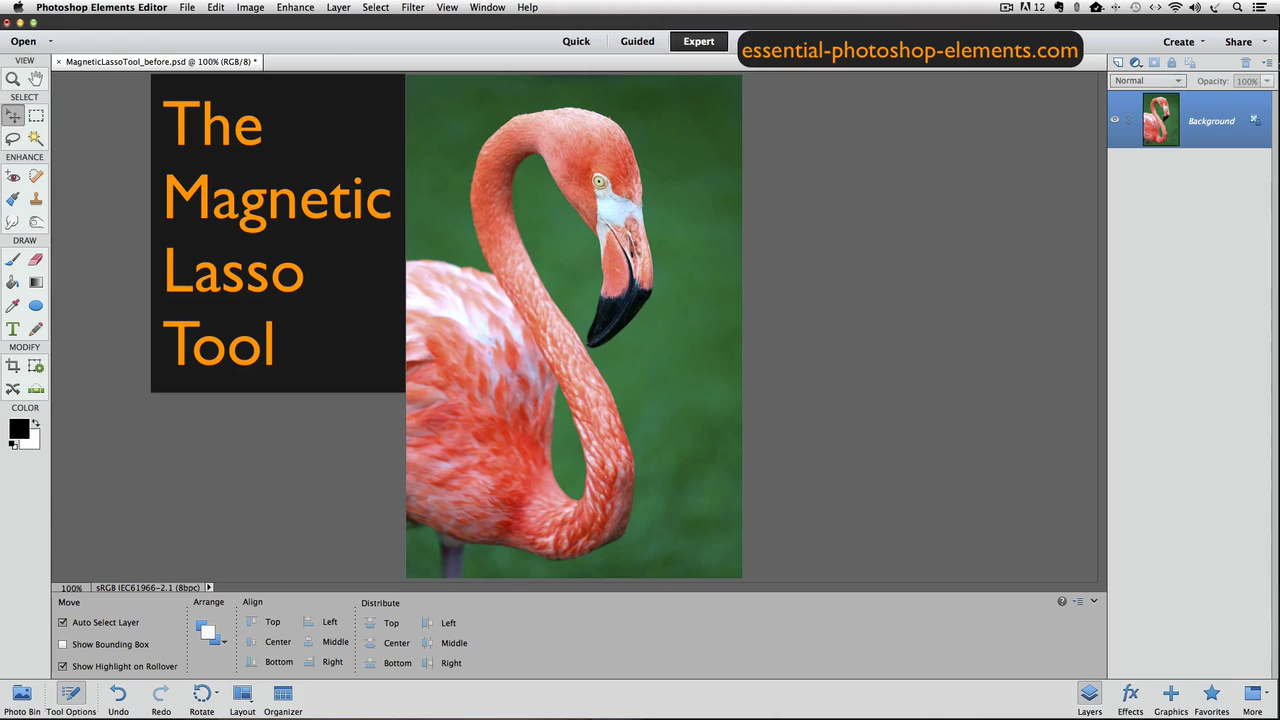 Photoshop Elements Editor File Edit Image Enhance Layer Select Filter View Window Help
12
Open Quick Guided Expert essential-photoshop-elements.com Create Share
VIEW
× MagneticLassoTool_before.psd @ 100% (RGB/8) *
Normal Opacity: 100%
SELECT
Background
The
Magnetic
Lasso
Tool
ENHANCE
DRAW
T
MODIFY
COLOR
100% sRGB IEC61966-2.1 (8bpc)
Move Arrange Align Distribute
Auto Select Layer Top Left Top Left
Show Bounding Box Center Middle Center Middle
Show Highlight on Rollover Bottom Right Bottom Right
Photo Bin Tool Options Undo Redo Rotate Layout Organizer Layers Effects Graphics Favorites More